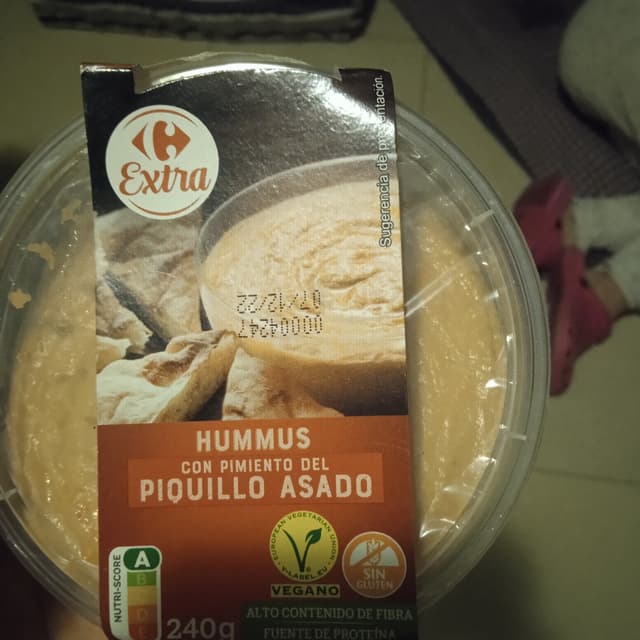 Extra
Sugerencia de presentación.
07/12/22
00004247
HUMMUS
CON PIMIENTO DEL
PIQUILLO ASADO
EUROPEAN VEGETARIAN UNION
V-LABEL.EU
VEGANO
SIN
GLUTEN
NUTRI-SCORE
A
B
D
240g
ALTO CONTENIDO DE FIBRA
FUENTE DE PROTEÍNA